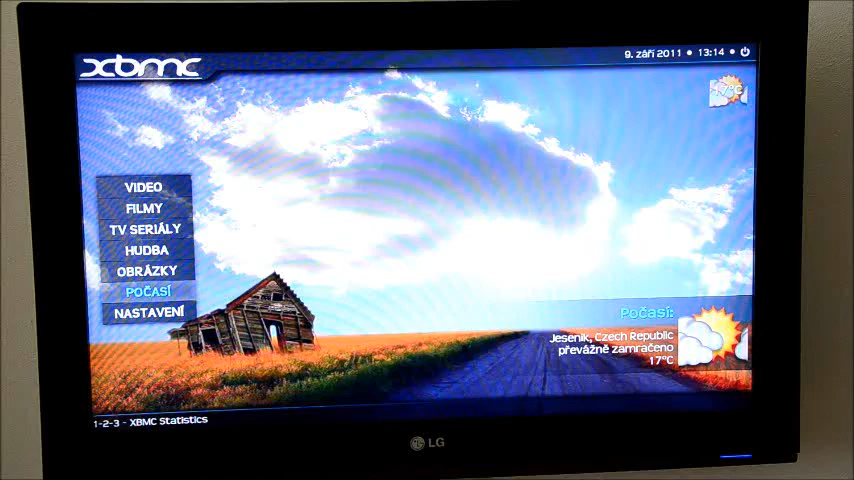 xbmc
9. září 2011 • 13:14 •
17°C
VIDEO
FILMY
TV SERIÁLY
HUDBA
OBRÁZKY
POČASÍ
NASTAVENÍ
Počasí:
Jesenik, Czech Republic
převážně zamračeno
17°C
1-2-3 - XBMC Statistics
LG